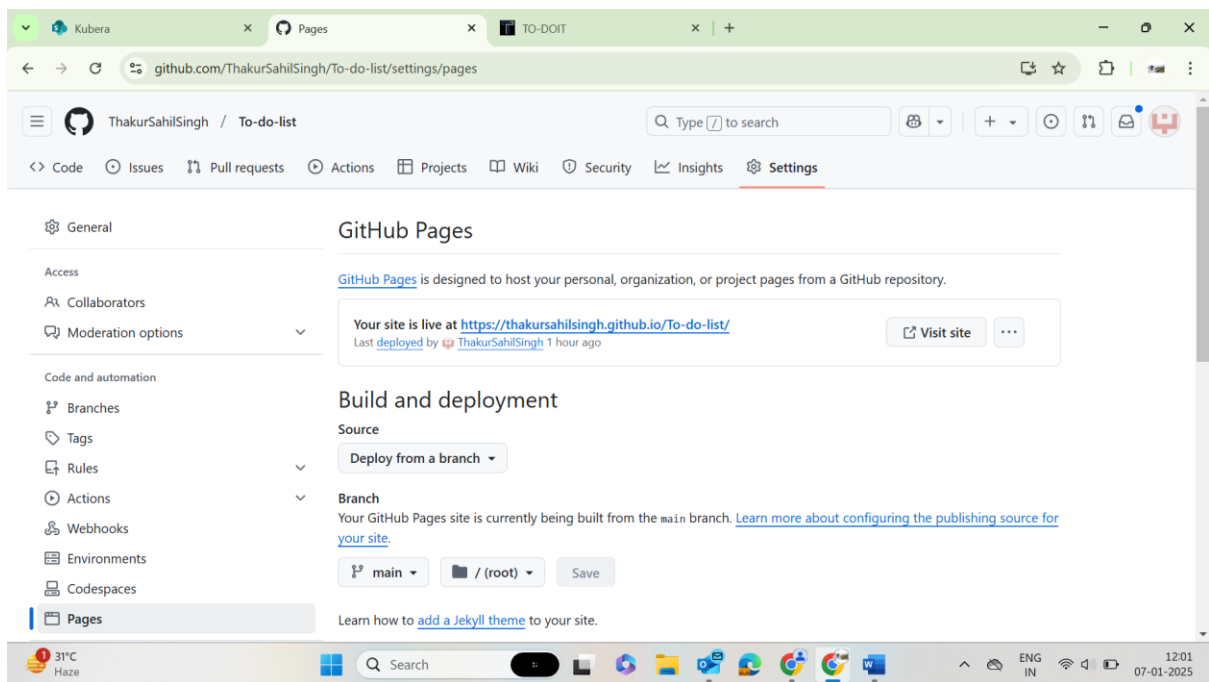 Kubera
Pages
TO-DOIT
github.com/ThakurSahilSingh/To-do-list/settings/pages
ThakurSahilSingh / To-do-list
Type / to search
<> Code Issues Pull requests Actions Projects Wiki Security Insights Settings
General
Access
Collaborators
Moderation options
Code and automation
Branches
Tags
Rules
Actions
Webhooks
Environments
Codespaces
Pages
GitHub Pages
GitHub Pages is designed to host your personal, organization, or project pages from a GitHub repository.
Your site is live at https://thakursahilsingh.github.io/To-do-list/
Last deployed by ThakurSahilSingh 1 hour ago
Visit site
Build and deployment
Source
Deploy from a branch
Branch
Your GitHub Pages site is currently being built from the main branch. Learn more about configuring the publishing source for
your site.
main
/ (root)
Save
Learn how to add a Jekyll theme to your site.
1
31°C
Haze
Search
ENG
IN
12:01
07-01-2025